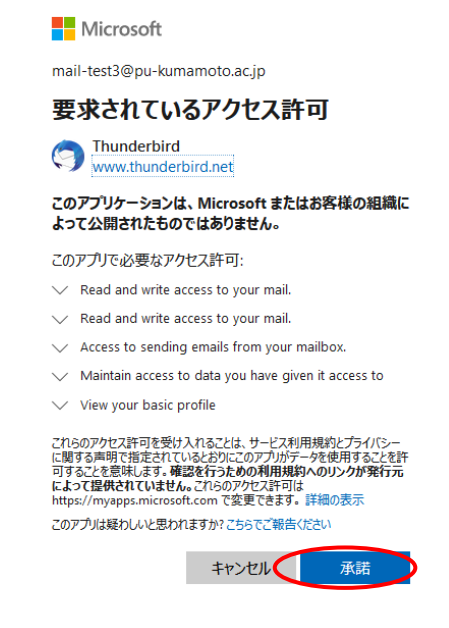 Microsoft
mail-test3@pu-kumamoto.ac.jp
要求されているアクセス許可
Thunderbird
www.thunderbird.net
このアプリケーションは、Microsoft またはお客様の組織に
よって公開されたものではありません。
このアプリで必要なアクセス許可:
Read and write access to your mail.
Read and write access to your mail.
Access to sending emails from your mailbox.
Maintain access to data you have given it access to
View your basic profile
これらのアクセス許可を受け入れることは、サービス利用規約とプライバシー
に関する声明で指定されているとおりにこのアプリがデータを使用することを許
可することを意味します。確認を行うための利用規約へのリンクが発行元
によって提供されていません。これらのアクセス許可は
https://myapps.microsoft.com で変更できます。詳細の表示
このアプリは疑わしいと思われますか? こちらでご報告ください
キャンセル
承諾